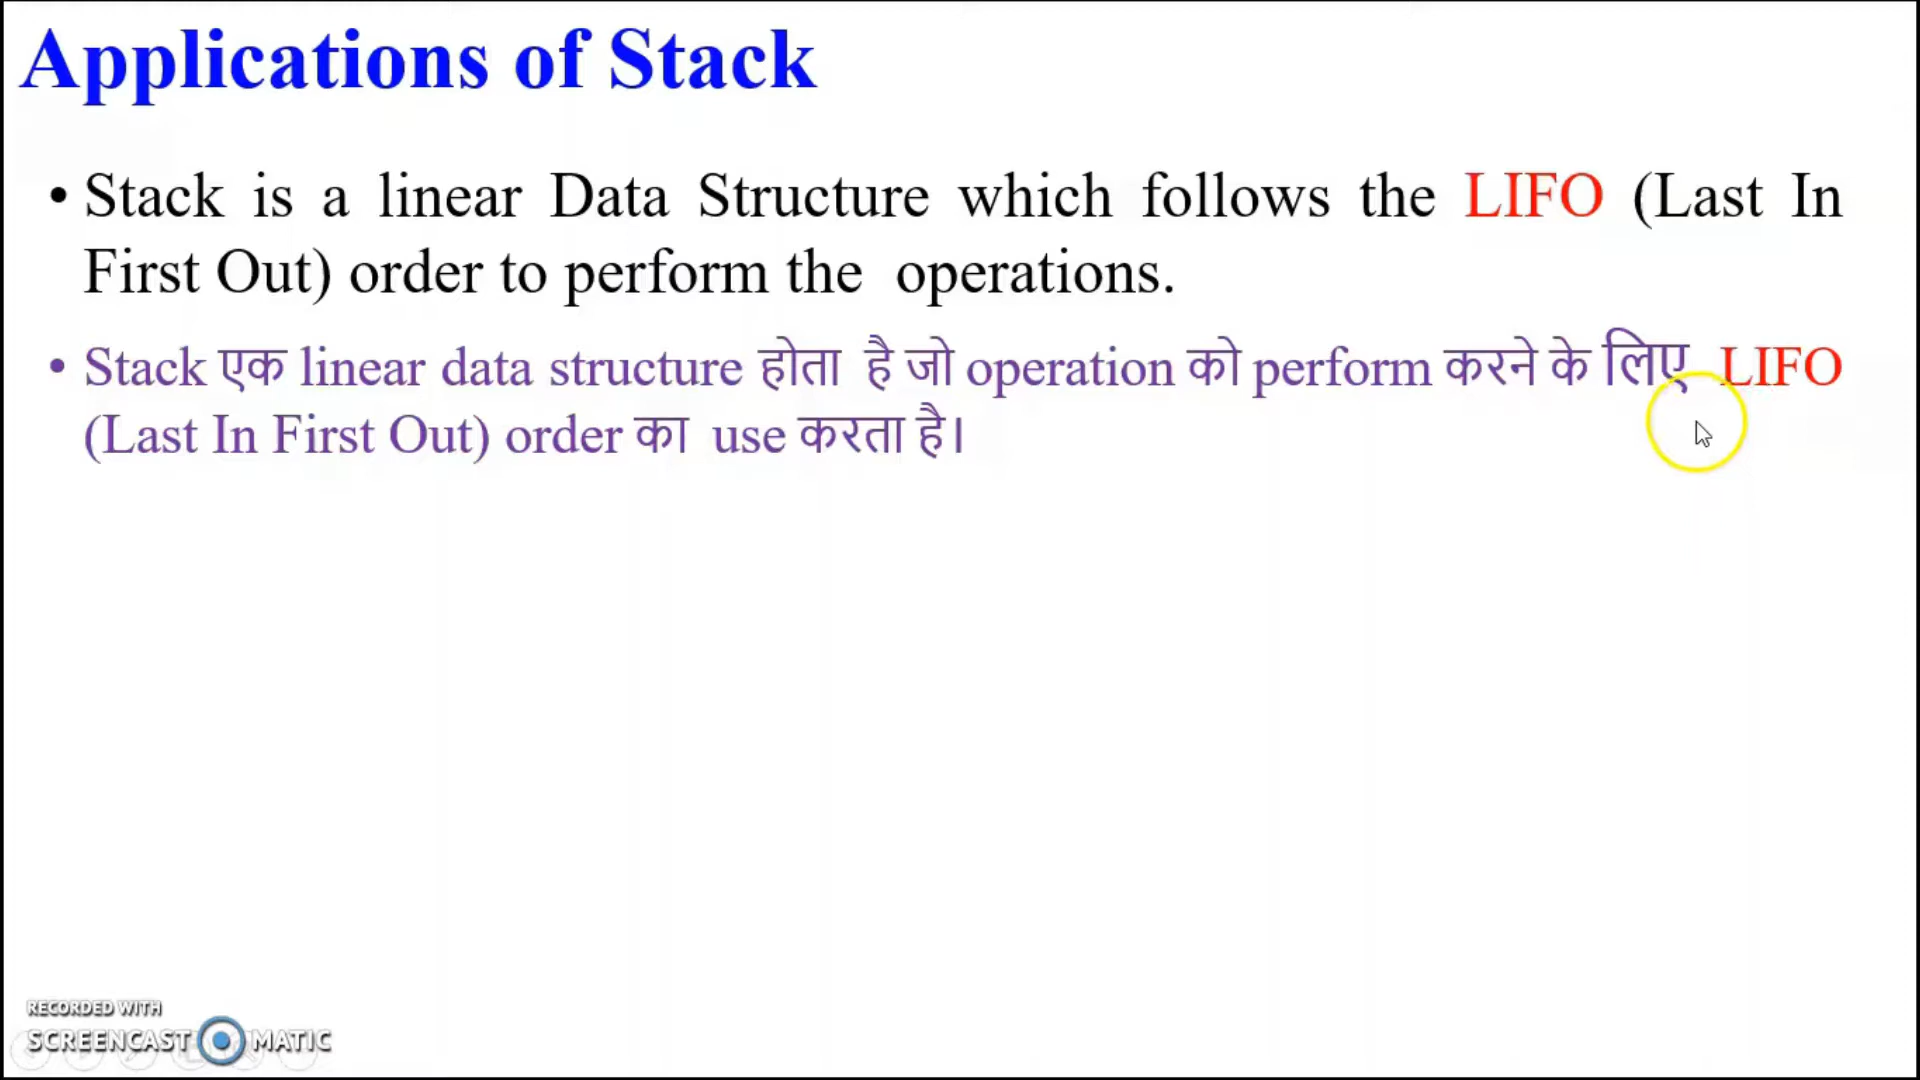 Applications of Stack
• Stack is a linear Data Structure which follows the LIFO (Last In
First Out) order to perform the operations.
• Stack एक linear data structure होता है जो operation को perform करने के लिए LIFO
(Last In First Out) order का use करता है।
RECORDED WITH
SCREENCAST MATIC